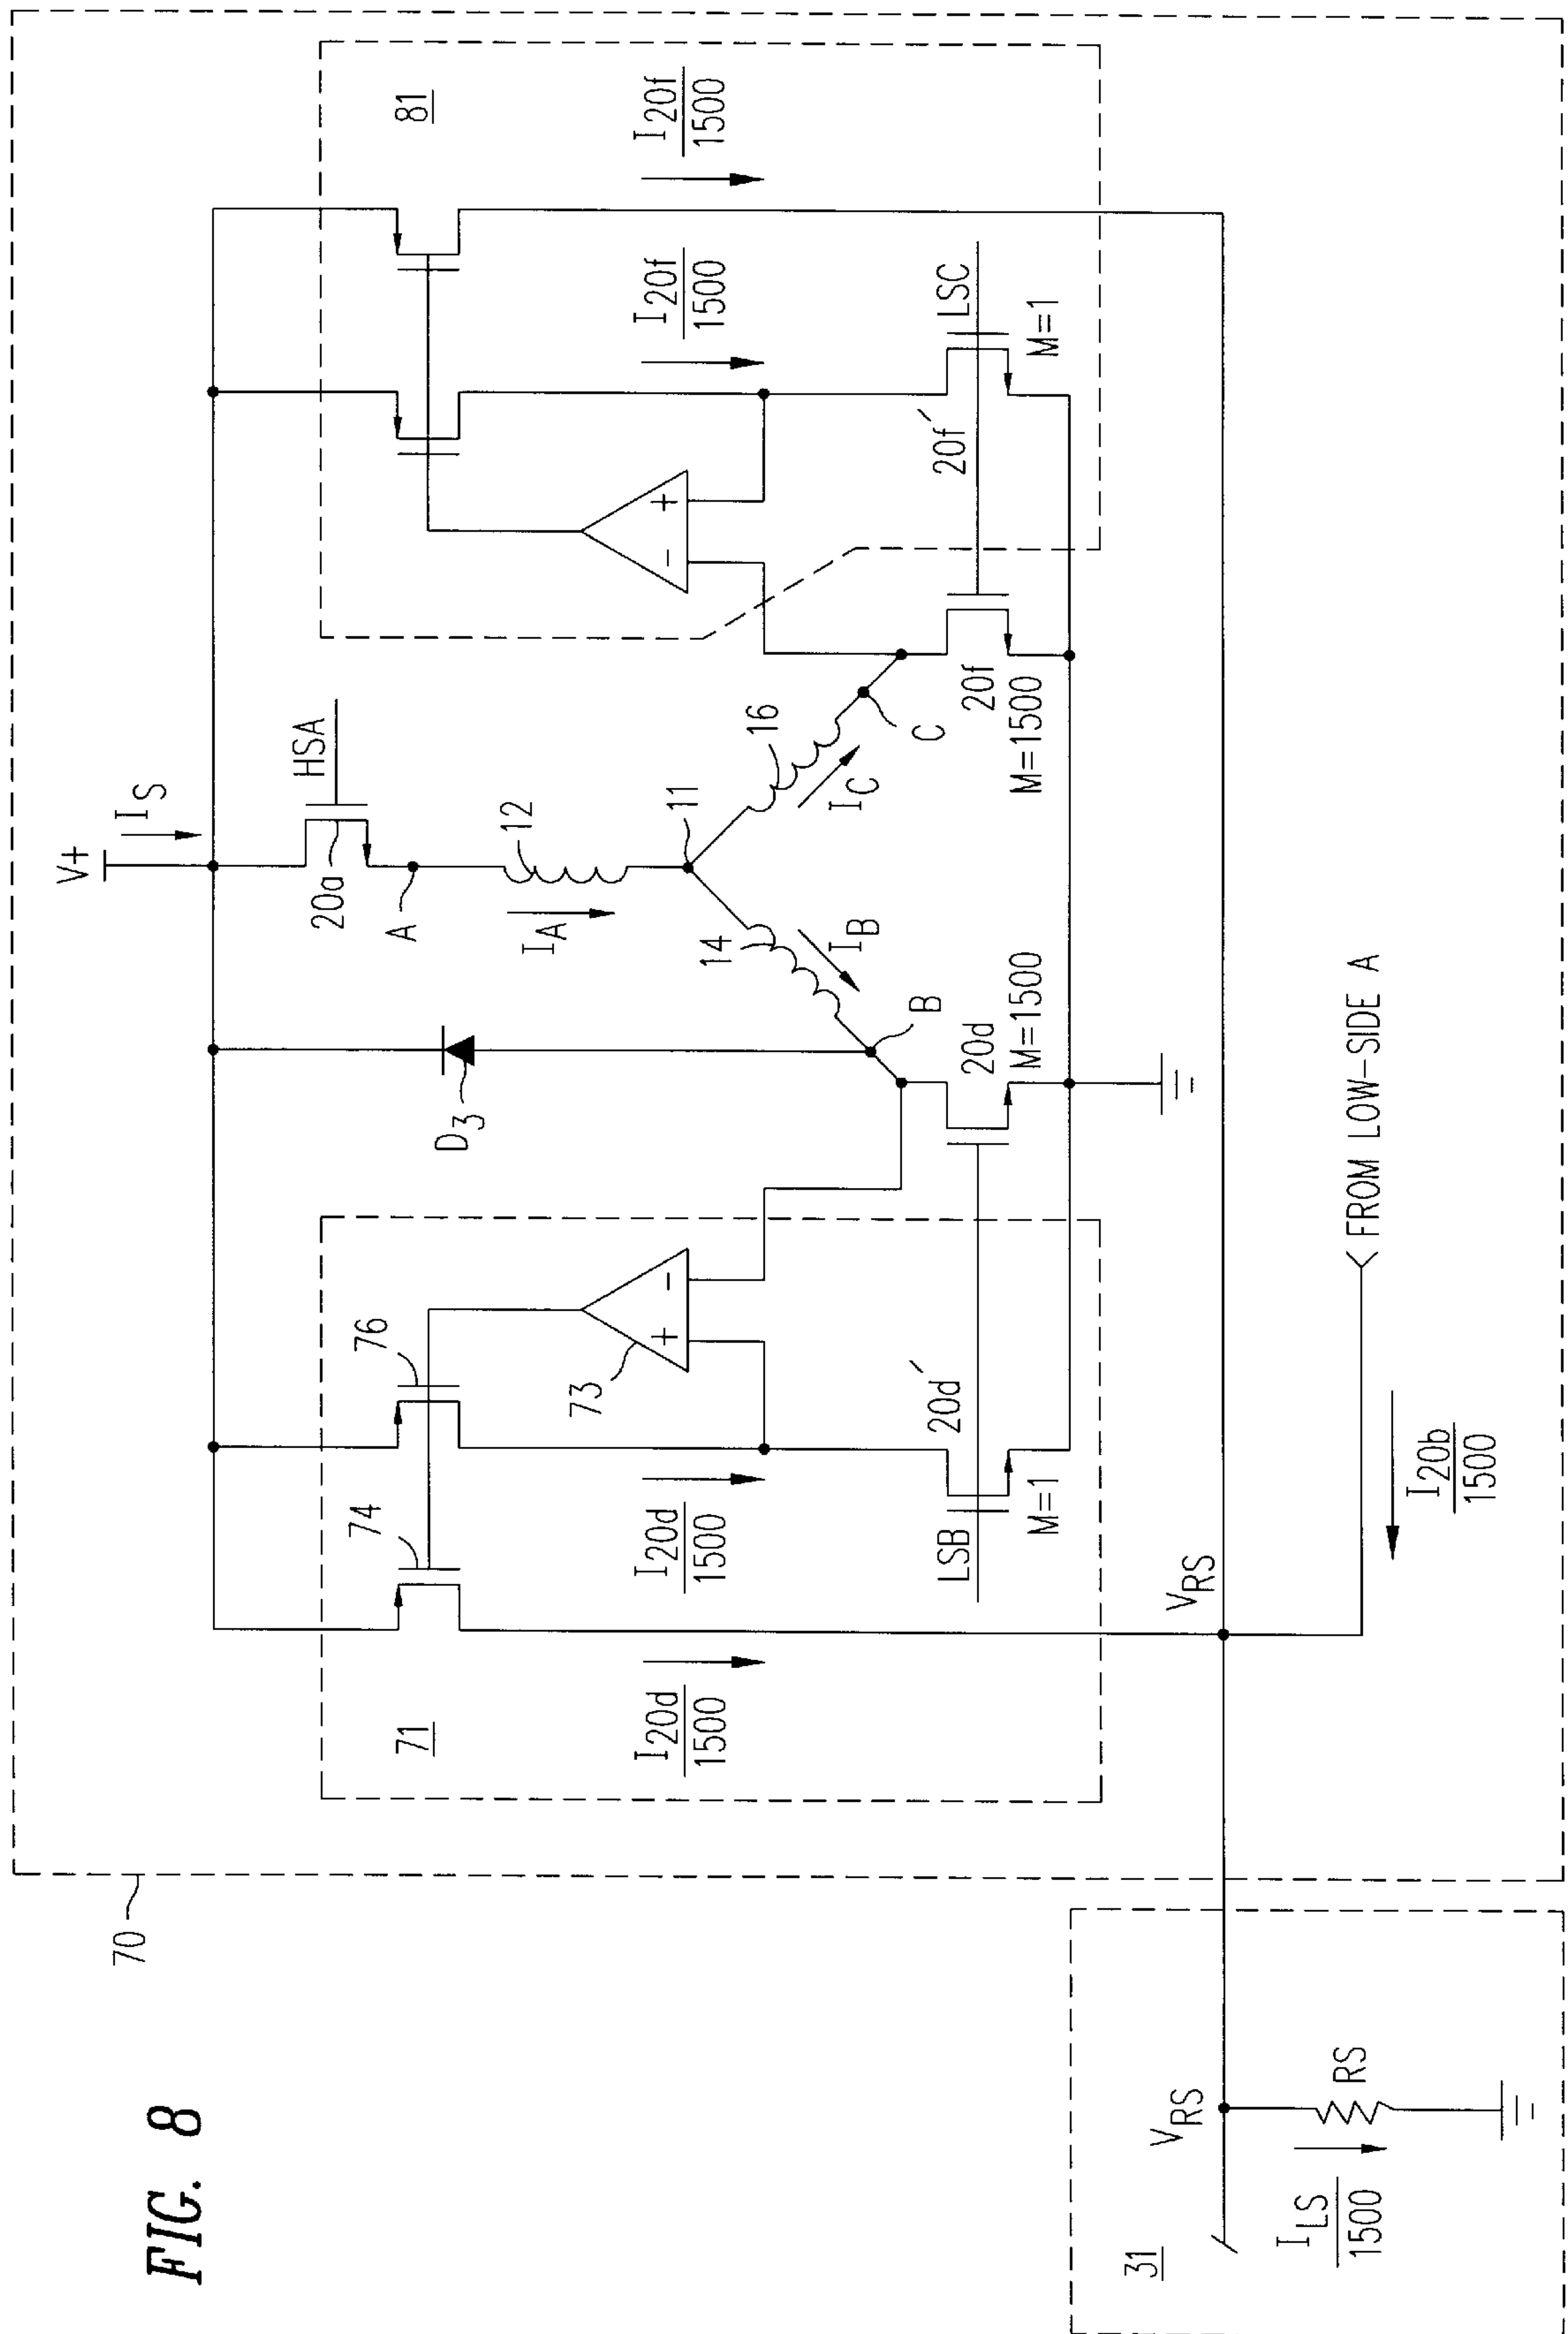 FIG. 8
70
V+
I_S
HSA
20a
A
12
I_A
11
14
I_B
B
16
I_C
C
D_3
71
74
76
73
+
−
I_20d/1500
I_20d/1500
LSB
20d′
M=1
20d
M=1500
81
−
+
I_20f/1500
I_20f/1500
20f′
LSC
M=1
20f
M=1500
V_RS
FROM LOW-SIDE A
I_20b/1500
31
V_RS
RS
I_LS/1500